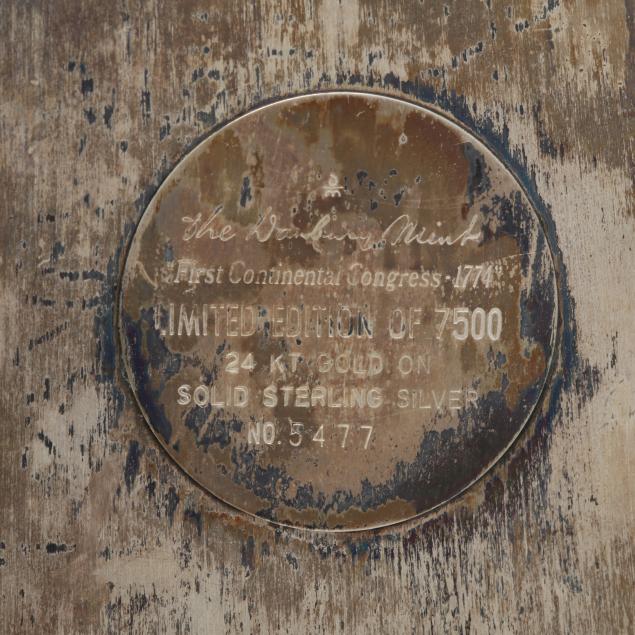 The Danbury Mint
"First Continental Congress-1774"
LIMITED EDITION OF 7500
24 KT GOLD ON
SOLID STERLING SILVER
NO. 5477